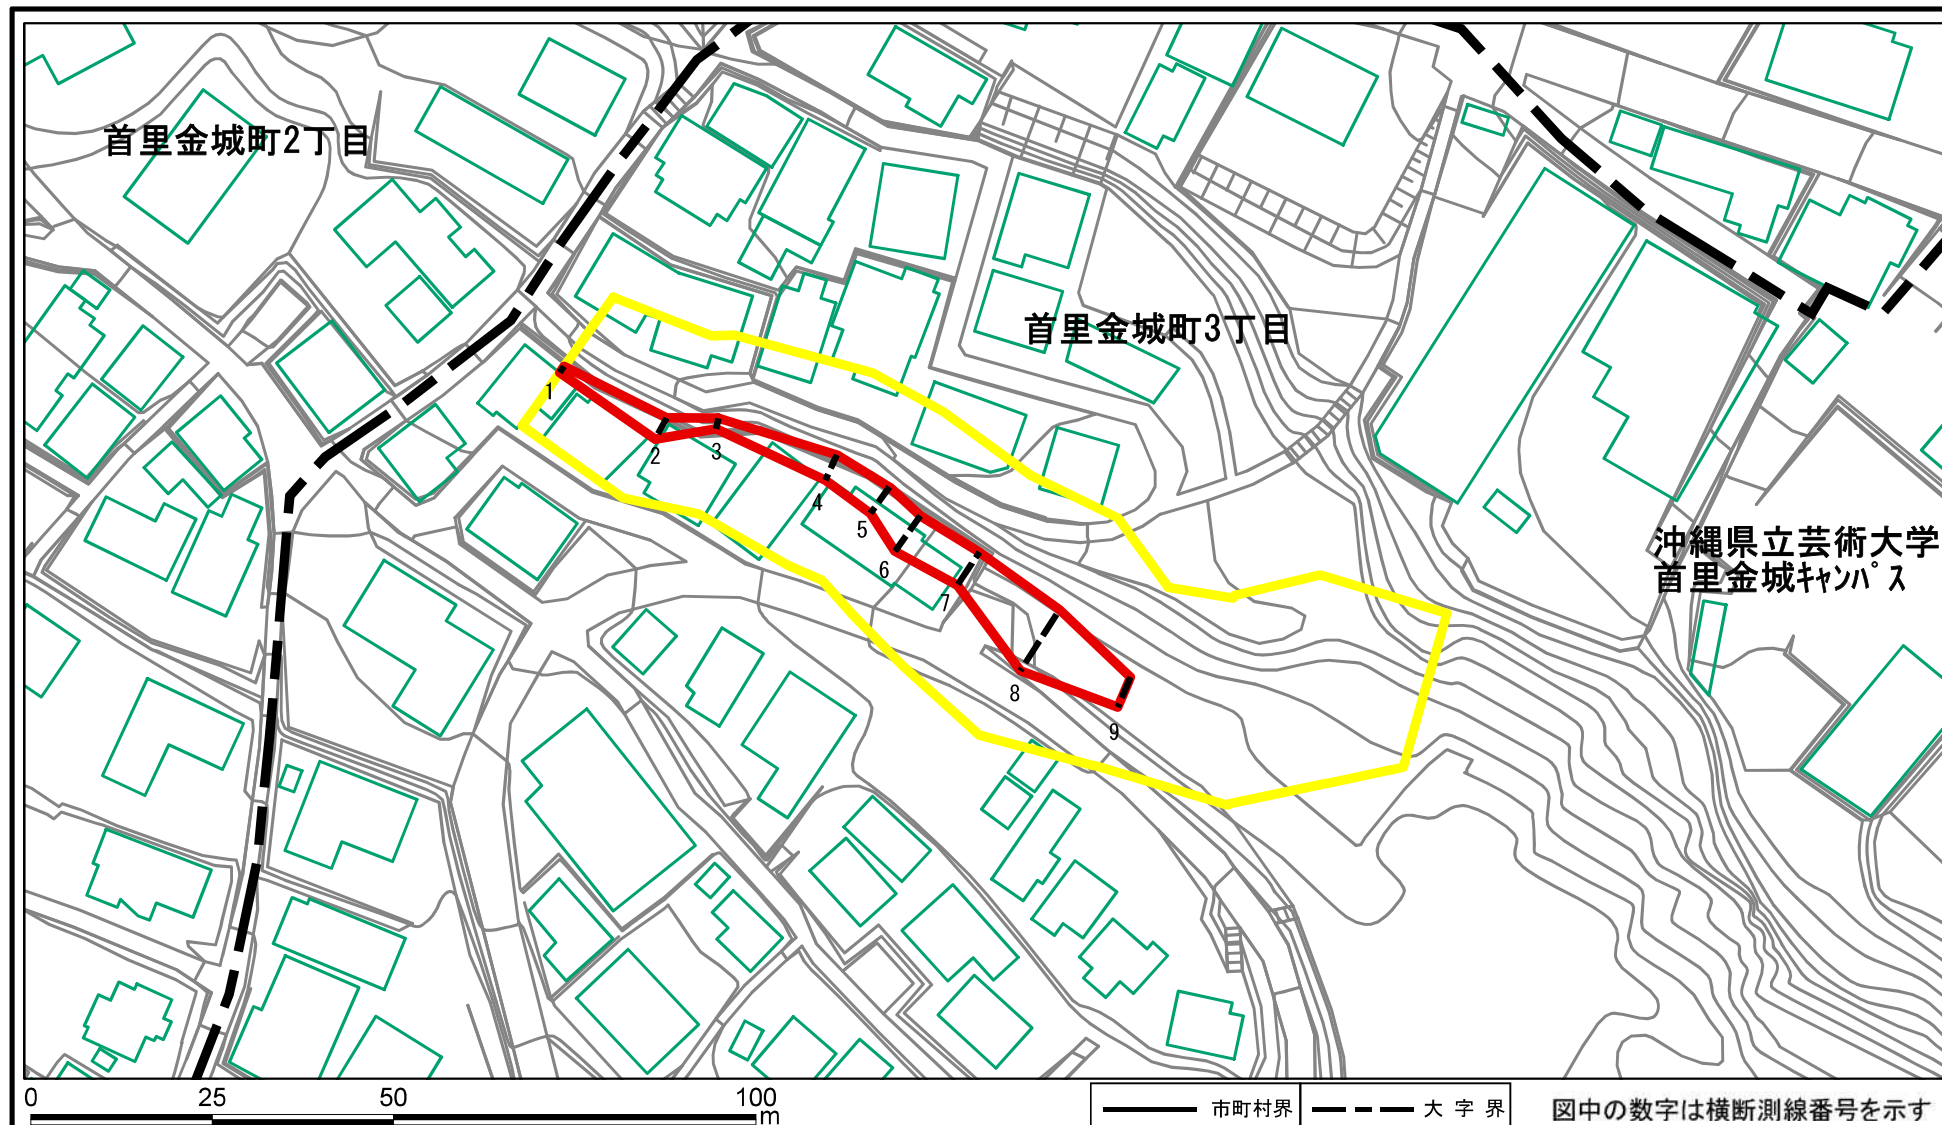 首里金城町2丁目
首里金城町3丁目
沖縄県立芸術大学
首里金城ｷｬﾝﾊﾟｽ
1
2
3
4
5
6
7
8
9
0 25 50 100
m
市町村界
大字界
図中の数字は横断測線番号を示す